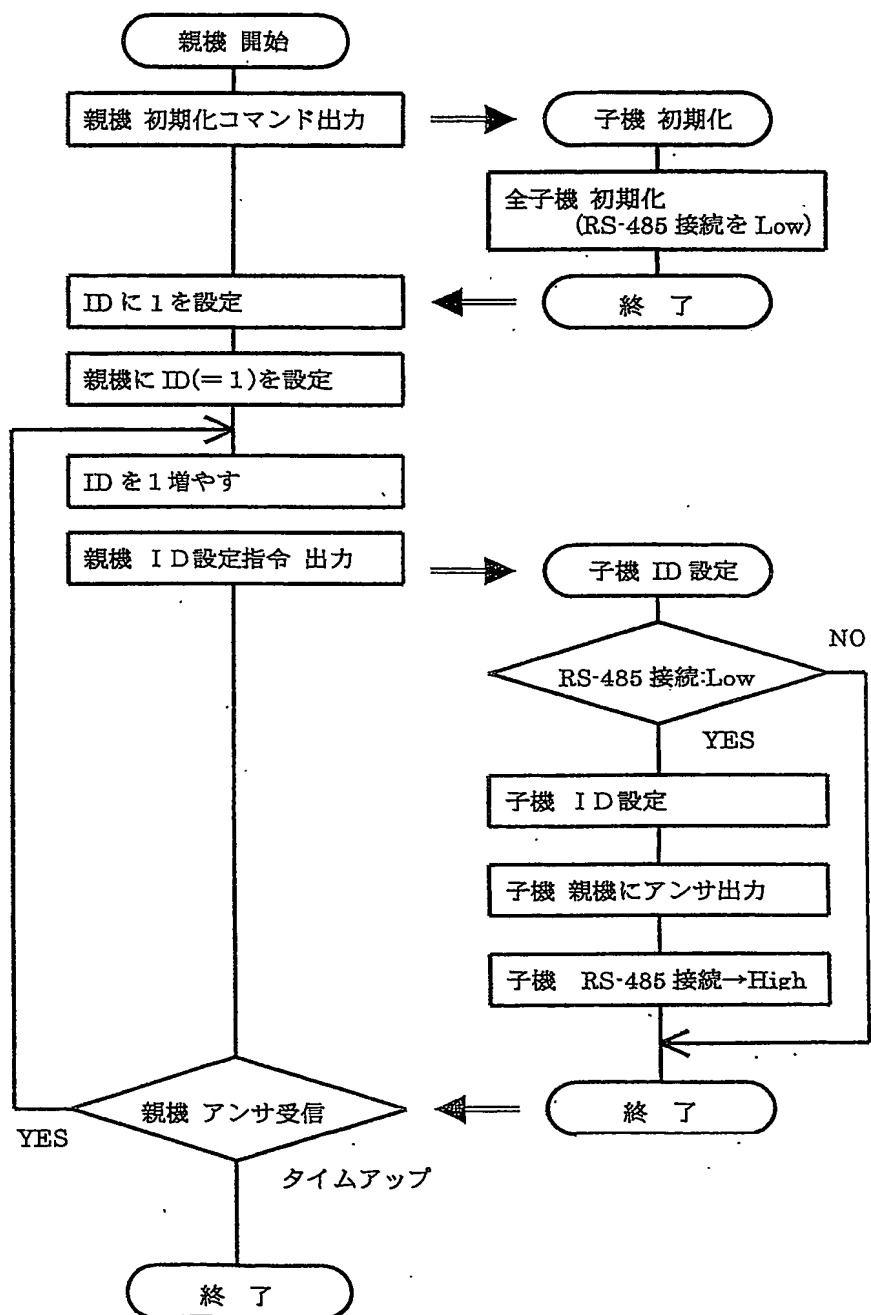 親機 開始
親機 初期化コマンド出力
子機 初期化
全子機 初期化
(RS-485 接続を Low)
IDに1を設定
終 了
親機に ID(=1)を設定
IDを1増やす
親機 ID設定指令 出力
子機 ID 設定
NO
RS-485 接続:Low
YES
子機 ID設定
子機 親機にアンサ出力
子機 RS-485 接続→High
親機 アンサ受信
終 了
YES
タイムアップ
終 了